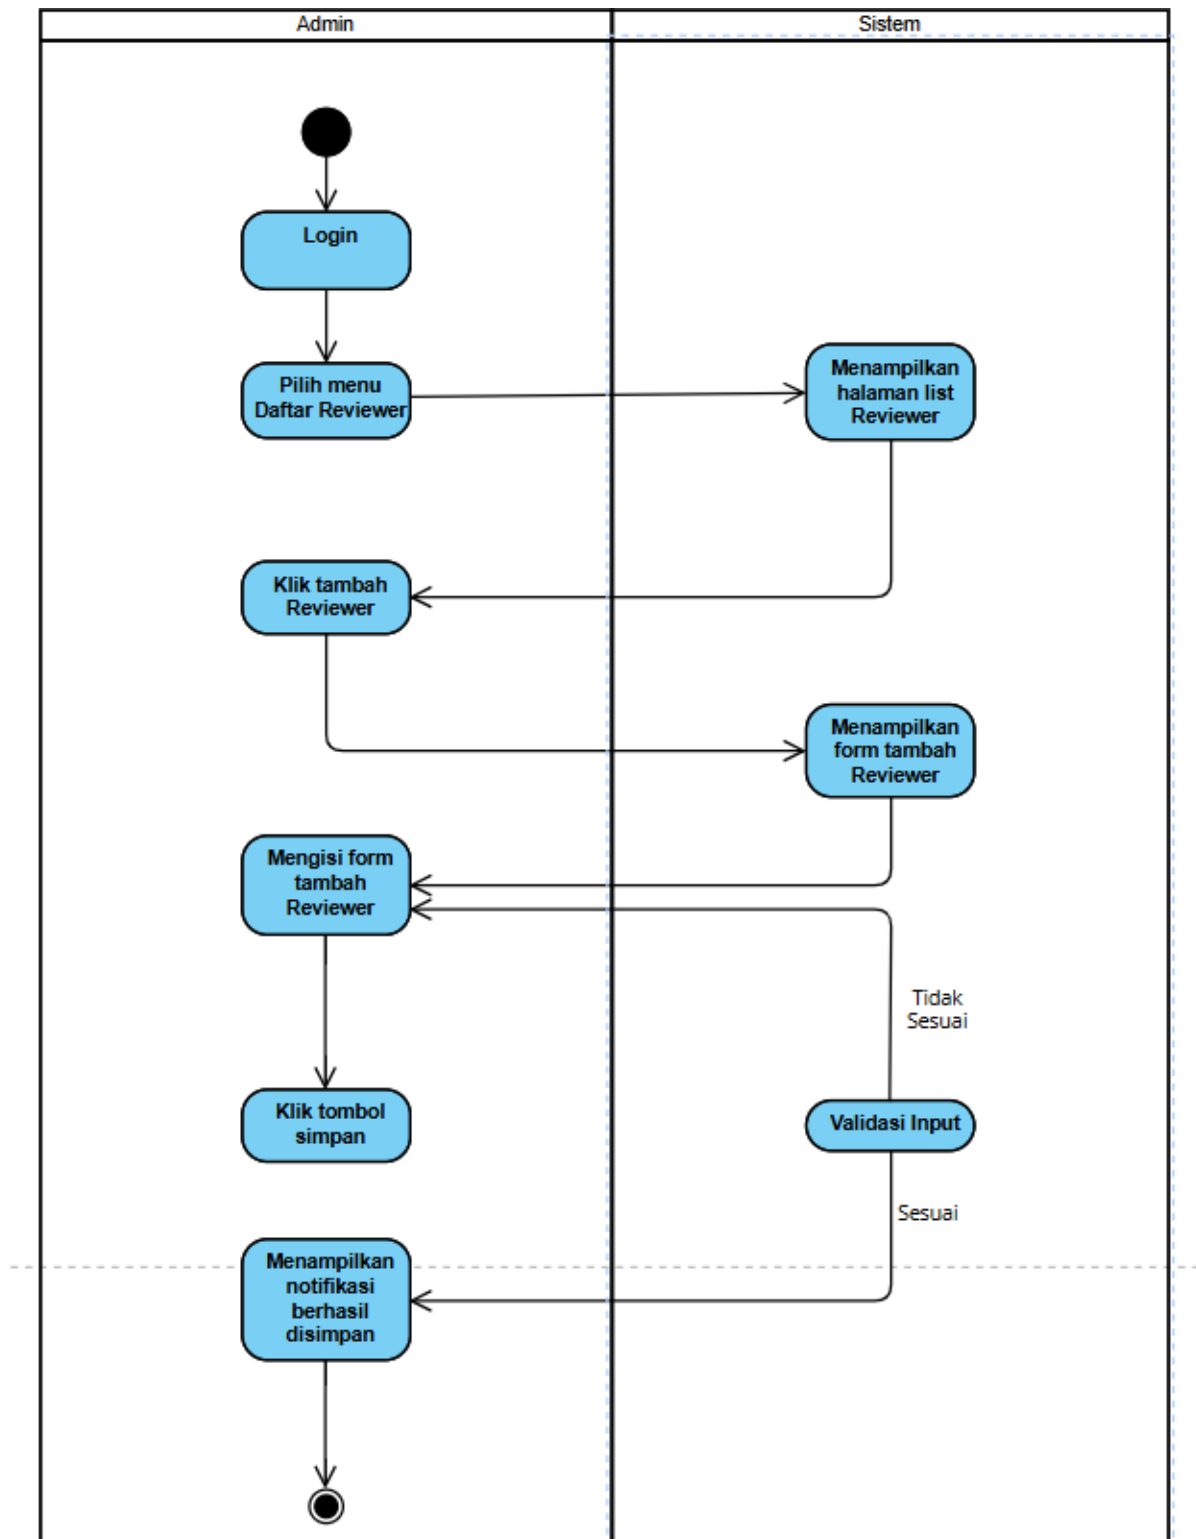 Admin
Sistem
Login
Pilih menu
Daftar Reviewer
Menampilkan
halaman list
Reviewer
Klik tambah
Reviewer
Menampilkan
form tambah
Reviewer
Mengisi form
tambah
Reviewer
Tidak
Sesuai
Klik tombol
simpan
Validasi Input
Sesuai
Menampilkan
notifikasi
berhasil
disimpan